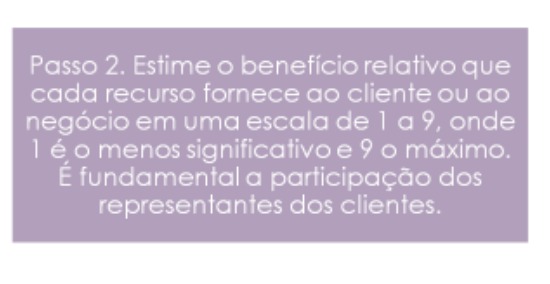 Passo 2. Estime o benefício relativo que
cada recurso fornece ao cliente ou ao
negócio em uma escala de 1 a 9, onde
1 é o menos significativo e 9 o máximo.
É fundamental a participação dos
representantes dos clientes.